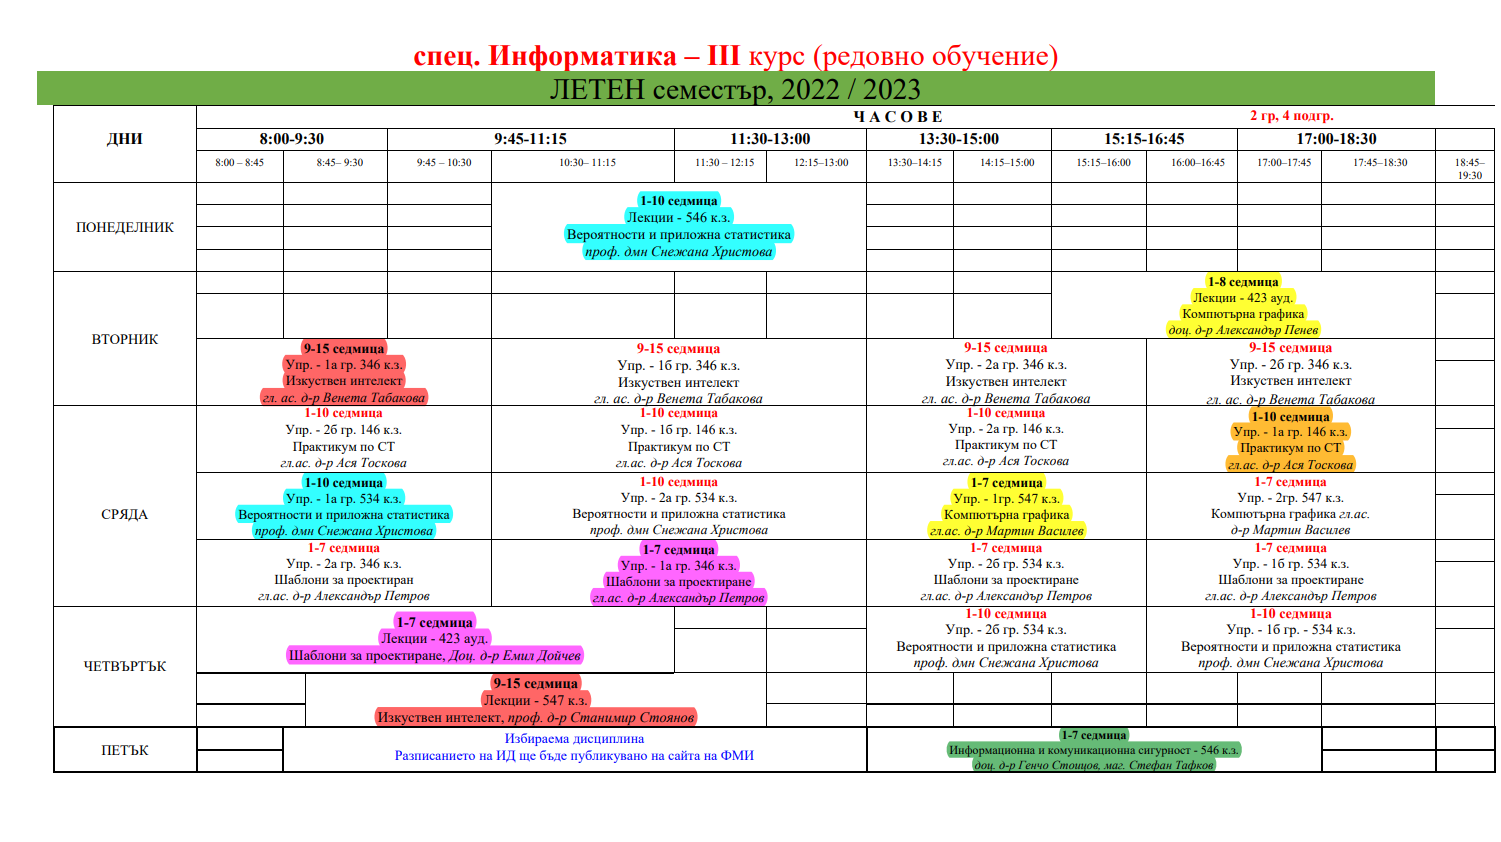 спец. Информатика – III курс (редовно обучение)
ЛЕТЕН семестър, 2022 / 2023
ДНИ
Ч А С О В Е
2 гр, 4 подгр.
8:00-9:30
9:45-11:15
11:30-13:00
13:30-15:00
15:15-16:45
17:00-18:30
8:00 – 8:45
8:45– 9:30
9:45 – 10:30
10:30– 11:15
11:30 – 12:15
12:15–13:00
13:30–14:15
14:15–15:00
15:15–16:00
16:00–16:45
17:00–17:45
17:45–18:30
18:45–
19:30
ПОНЕДЕЛНИК
1-10 седмица
Лекции - 546 к.з.
Вероятности и приложна статистика
проф. дмн Снежана Христова
ВТОРНИК
1-8 седмица
Лекции - 423 ауд.
Компютърна графика
доц. д-р Александър Пенев
9-15 седмица
Упр. - 1а гр. 346 к.з.
Изкуствен интелект
гл. ас. д-р Венета Табакова
9-15 седмица
Упр. - 1б гр. 346 к.з.
Изкуствен интелект
гл. ас. д-р Венета Табакова
9-15 седмица
Упр. - 2а гр. 346 к.з.
Изкуствен интелект
гл. ас. д-р Венета Табакова
9-15 седмица
Упр. - 2б гр. 346 к.з.
Изкуствен интелект
гл. ас. д-р Венета Табакова
СРЯДА
1-10 седмица
Упр. - 2б гр. 146 к.з.
Практикум по СТ
гл.ас. д-р Ася Тоскова
1-10 седмица
Упр. - 1б гр. 146 к.з.
Практикум по СТ
гл.ас. д-р Ася Тоскова
1-10 седмица
Упр. - 2а гр. 146 к.з.
Практикум по СТ
гл.ас. д-р Ася Тоскова
1-10 седмица
Упр. - 1а гр. 146 к.з.
Практикум по СТ
гл.ас. д-р Ася Тоскова
1-10 седмица
Упр. - 1а гр. 534 к.з.
Вероятности и приложна статистика
проф. дмн Снежана Христова
1-10 седмица
Упр. - 2а гр. 534 к.з.
Вероятности и приложна статистика
проф. дмн Снежана Христова
1-7 седмица
Упр. - 1гр. 547 к.з.
Компютърна графика
гл.ас. д-р Мартин Василев
1-7 седмица
Упр. - 2гр. 547 к.з.
Компютърна графика гл.ас.
д-р Мартин Василев
1-7 седмица
Упр. - 2а гр. 346 к.з.
Шаблони за проектиран
гл.ас. д-р Александър Петров
1-7 седмица
Упр. - 1а гр. 346 к.з.
Шаблони за проектиране
гл.ас. д-р Александър Петров
1-7 седмица
Упр. - 2б гр. 534 к.з.
Шаблони за проектиране
гл.ас. д-р Александър Петров
1-7 седмица
Упр. - 1б гр. 534 к.з.
Шаблони за проектиране
гл.ас. д-р Александър Петров
ЧЕТВЪРТЪК
1-7 седмица
Лекции - 423 ауд.
Шаблони за проектиране, Доц. д-р Емил Дойчев
1-10 седмица
Упр. - 2б гр. 534 к.з.
Вероятности и приложна статистика
проф. дмн Снежана Христова
1-10 седмица
Упр. - 1б гр. - 534 к.з.
Вероятности и приложна статистика
проф. дмн Снежана Христова
9-15 седмица
Лекции - 547 к.з.
Изкуствен интелект, проф. д-р Станимир Стоянов
ПЕТЪК
Избираема дисциплина
Разписанието на ИД ще бъде публикувано на сайта на ФМИ
1-7 седмица
Информационна и комуникационна сигурност - 546 к.з.
доц. д-р Генчо Стоицов, маг. Стефан Тафков